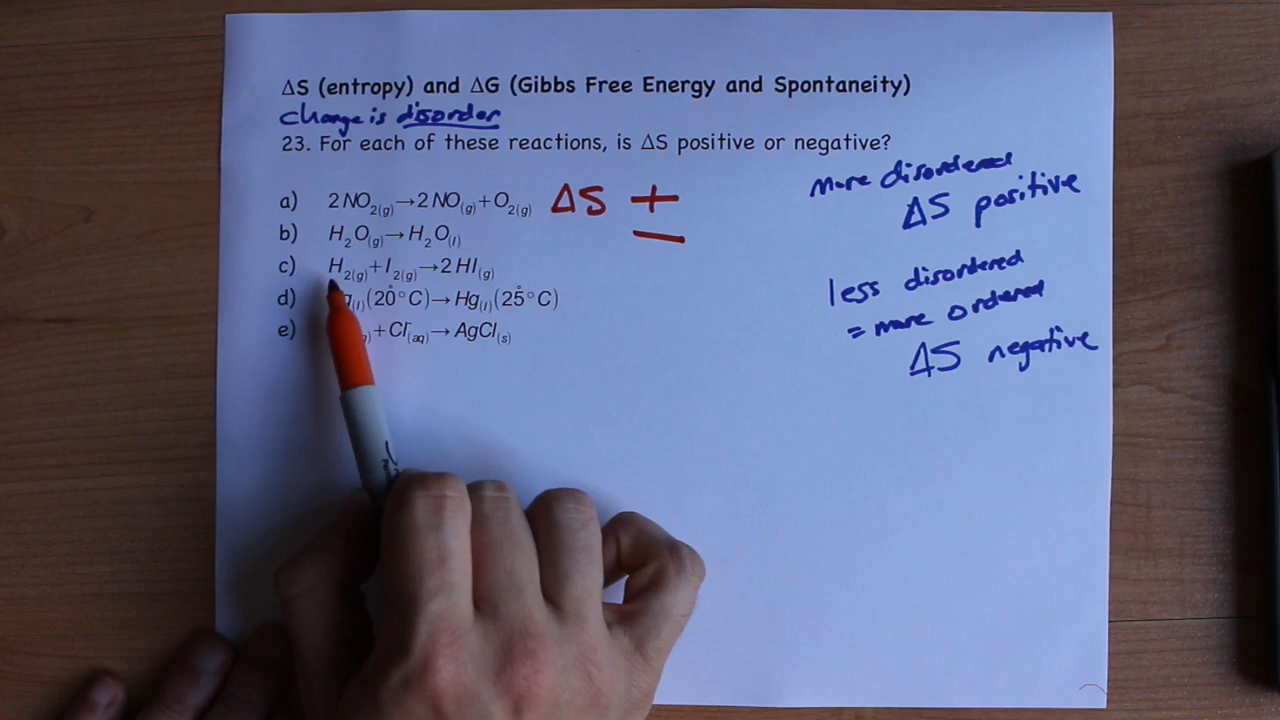 ΔS (entropy) and ΔG (Gibbs Free Energy and Spontaneity)
change is disorder
23. For each of these reactions, is ΔS positive or negative?
a) 2NO₂(g)→2NO(g)+O₂(g) ΔS +
b) H₂O(g)→H₂O(l) −
c) H₂(g)+I₂(g)→2HI(g)
d) g(l)(20°C)→Hg(l)(25°C)
e) +Cl⁻(aq)→AgCl(s)
more disordered
ΔS positive
less disordered
= more ordered
ΔS negative